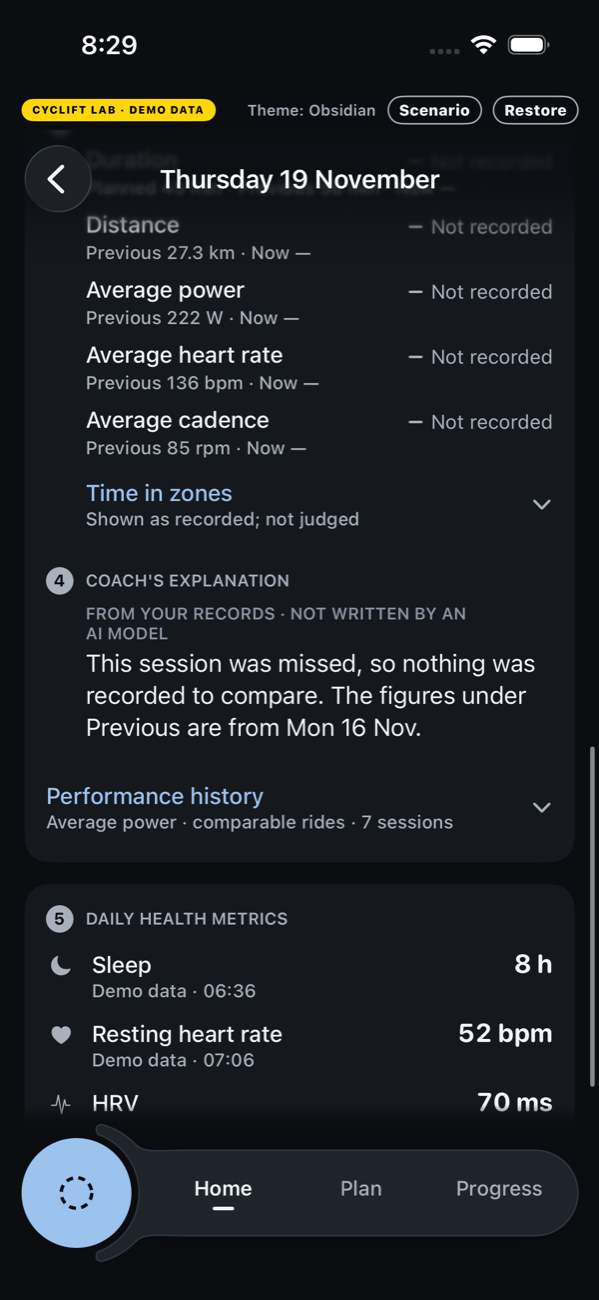 8:29
CYCLIFT LAB · DEMO DATA
Theme: Obsidian
Scenario
Restore
Duration
Not recorded
Thursday 19 November
Distance
— Not recorded
Previous 27.3 km · Now —
Average power
— Not recorded
Previous 222 W · Now —
Average heart rate
— Not recorded
Previous 136 bpm · Now —
Average cadence
— Not recorded
Previous 85 rpm · Now —
Time in zones
Shown as recorded; not judged
4 COACH'S EXPLANATION
FROM YOUR RECORDS · NOT WRITTEN BY AN
AI MODEL
This session was missed, so nothing was
recorded to compare. The figures under
Previous are from Mon 16 Nov.
Performance history
Average power · comparable rides · 7 sessions
5 DAILY HEALTH METRICS
Sleep
8 h
Demo data · 06:36
Resting heart rate
52 bpm
Demo data · 07:06
HRV
70 ms
Home
Plan
Progress